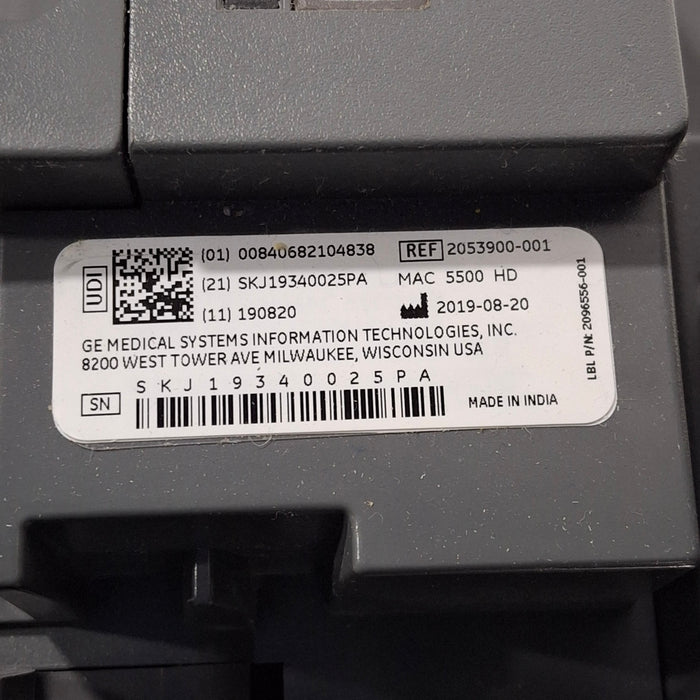 UDI
(01) 00840682104838
REF 2053900-001
(21) SKJ19340025PA
MAC 5500 HD
(11) 190820
2019-08-20
GE MEDICAL SYSTEMS INFORMATION TECHNOLOGIES, INC.
8200 WEST TOWER AVE MILWAUKEE, WISCONSIN USA
SKJ19340025PA
SN
MADE IN INDIA
LBL P/N: 2096556-001